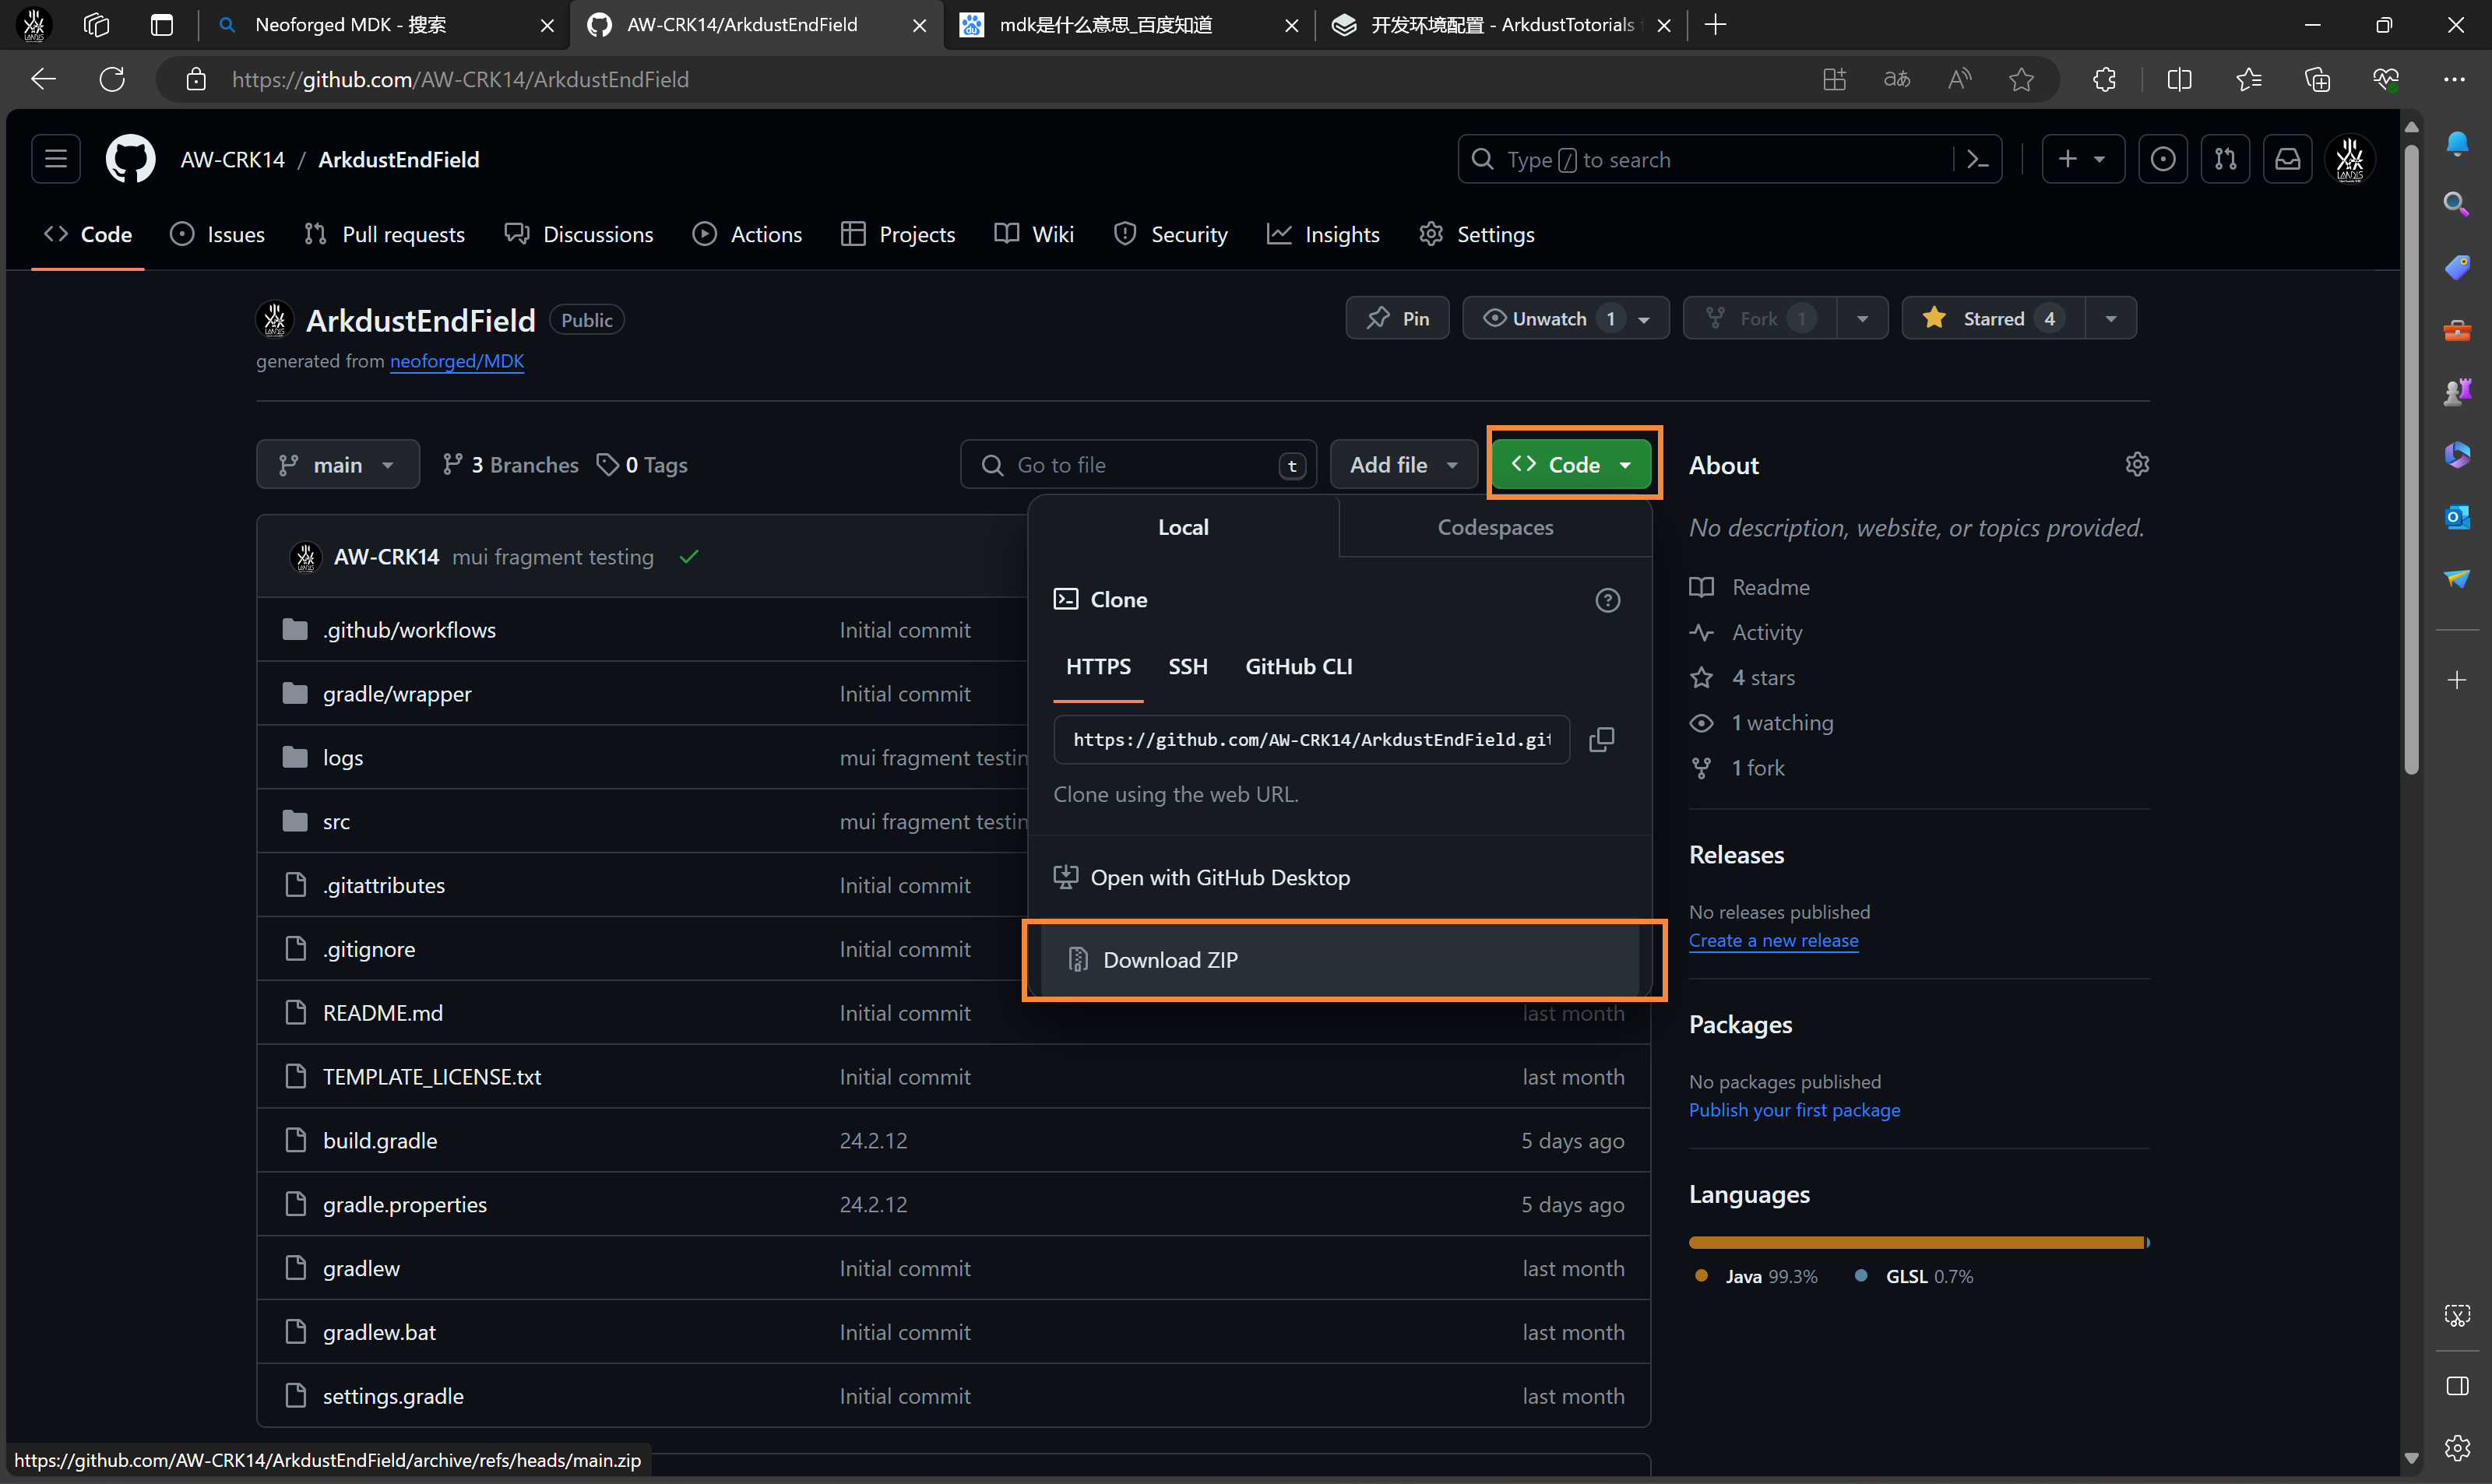 Neoforged MDK - 搜索
AW-CRK14/ArkdustEndField
mdk是什么意思_百度知道
开发环境配置 - ArkdustTotorials
https://github.com/AW-CRK14/ArkdustEndField
AW-CRK14 / ArkdustEndField
Type / to search
Code Issues Pull requests Discussions Actions Projects Wiki Security Insights Settings
ArkdustEndField Public
Pin
Unwatch 1
Fork 1
Starred 4
generated from neoforged/MDK
main
3 Branches
0 Tags
Go to file t
Add file
Code
Local
Codespaces
Clone
HTTPS SSH GitHub CLI
https://github.com/AW-CRK14/ArkdustEndField.git
Clone using the web URL.
Open with GitHub Desktop
Download ZIP
AW-CRK14 mui fragment testing
.github/workflows Initial commit
gradle/wrapper Initial commit
logs mui fragment testin
src mui fragment testin
.gitattributes Initial commit
.gitignore Initial commit
README.md Initial commit last month
TEMPLATE_LICENSE.txt Initial commit last month
build.gradle 24.2.12 5 days ago
gradle.properties 24.2.12 5 days ago
gradlew Initial commit last month
gradlew.bat Initial commit last month
settings.gradle Initial commit last month
About
No description, website, or topics provided.
Readme
Activity
4 stars
1 watching
1 fork
Releases
No releases published
Create a new release
Packages
No packages published
Publish your first package
Languages
Java 99.3% GLSL 0.7%
https://github.com/AW-CRK14/ArkdustEndField/archive/refs/heads/main.zip